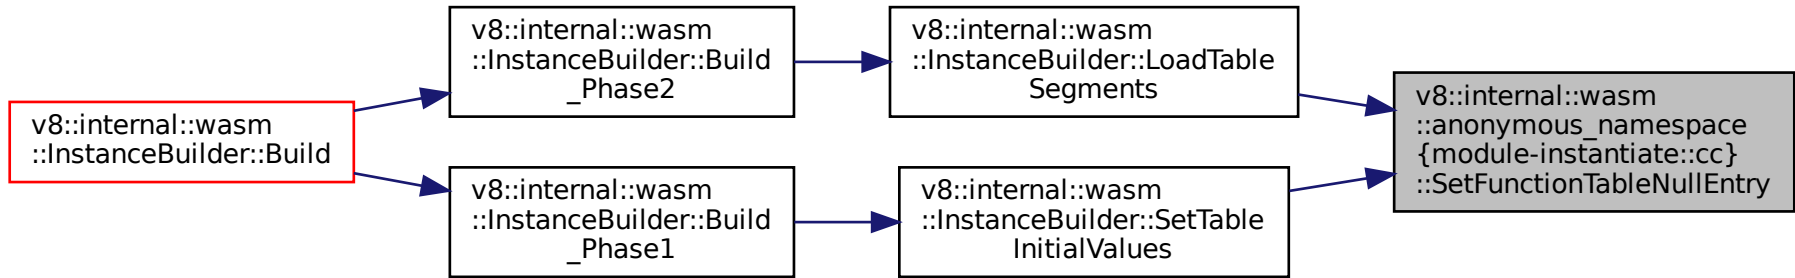 v8::internal::wasm
::InstanceBuilder::Build
v8::internal::wasm
::InstanceBuilder::Build
_Phase2
v8::internal::wasm
::InstanceBuilder::LoadTable
Segments
v8::internal::wasm
::InstanceBuilder::Build
_Phase1
v8::internal::wasm
::InstanceBuilder::SetTable
InitialValues
v8::internal::wasm
::anonymous_namespace
{module-instantiate::cc}
::SetFunctionTableNullEntry